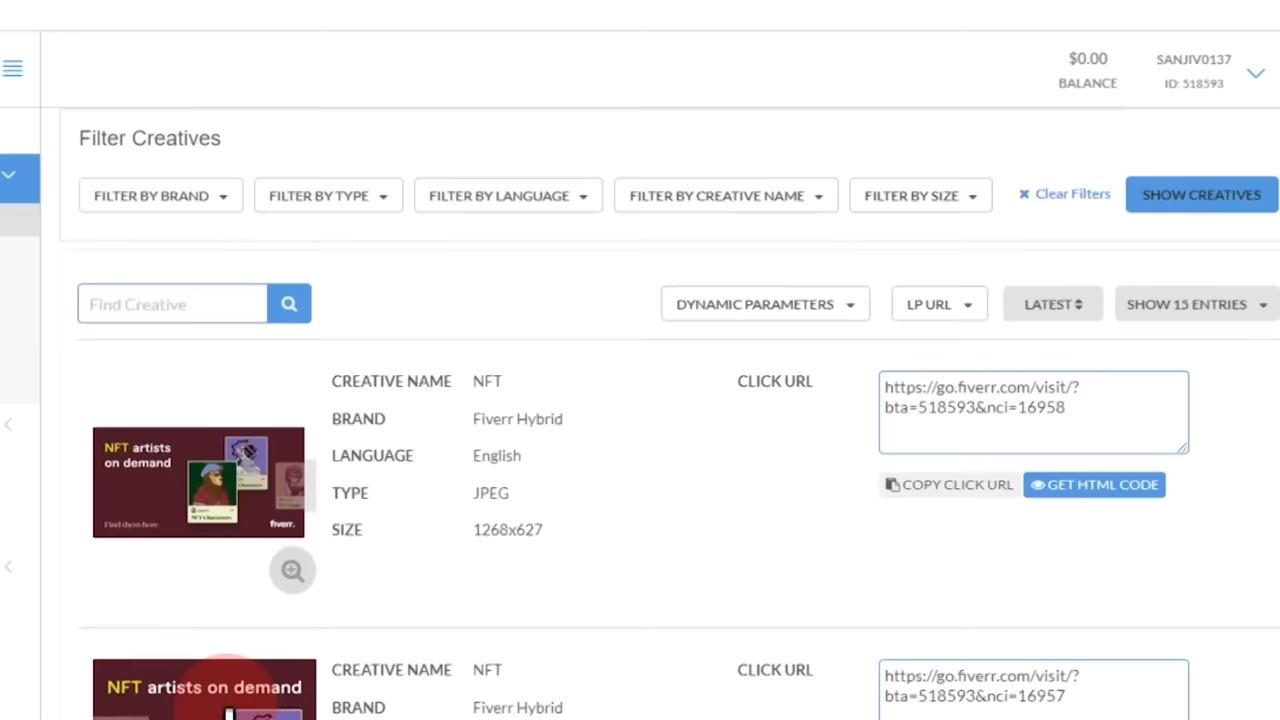 $0.00
BALANCE
SANJIV0137
ID: 518593
Filter Creatives
FILTER BY BRAND
FILTER BY TYPE
FILTER BY LANGUAGE
FILTER BY CREATIVE NAME
FILTER BY SIZE
Clear Filters
SHOW CREATIVES
Find Creative
DYNAMIC PARAMETERS
LP URL
LATEST
SHOW 15 ENTRIES
NFT artists
on demand
Find them here
fiverr.
CREATIVE NAME NFT
BRAND Fiverr Hybrid
LANGUAGE English
TYPE JPEG
SIZE 1268x627
CLICK URL
https://go.fiverr.com/visit/?
bta=518593&nci=16958
COPY CLICK URL
GET HTML CODE
NFT artists on demand
CREATIVE NAME NFT
BRAND Fiverr Hybrid
CLICK URL
https://go.fiverr.com/visit/?
bta=518593&nci=16957